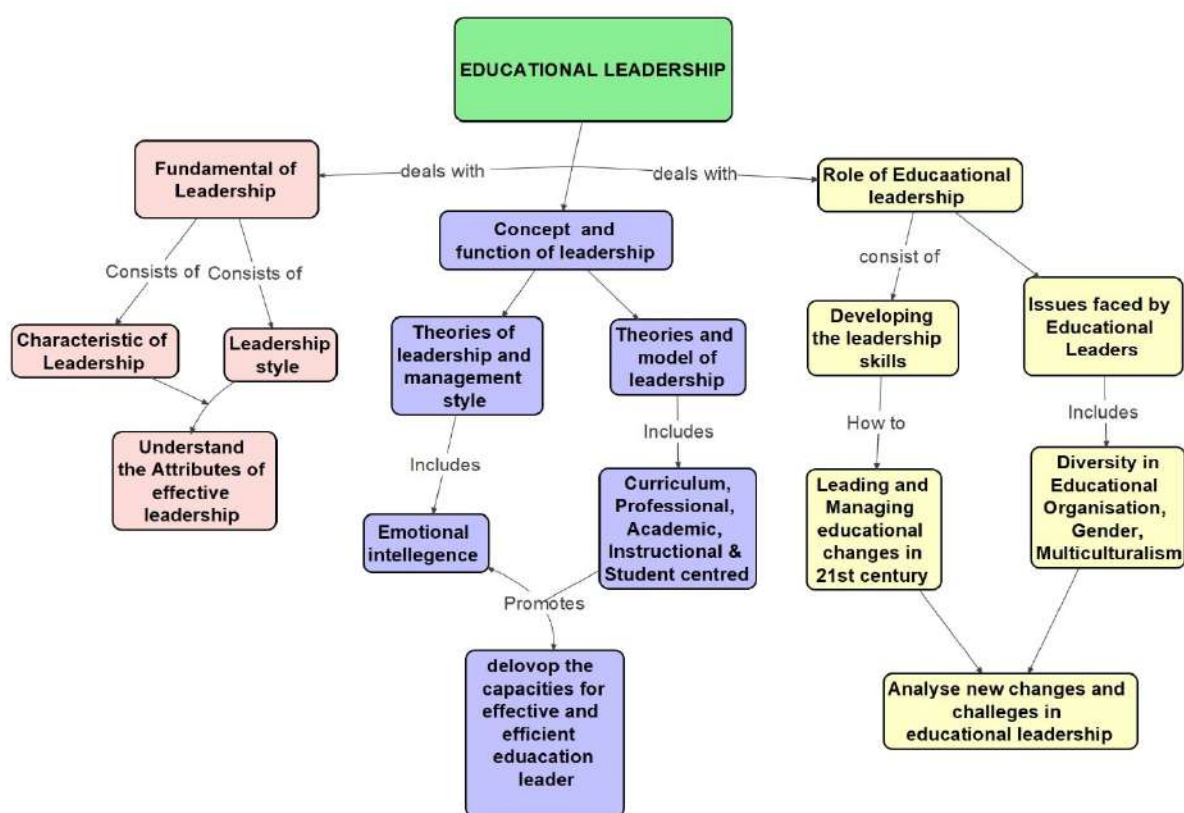 EDUCATIONAL LEADERSHIP
Fundamental of
Leadership
deals with
deals with
Role of Educaational
leadership
Concept and
function of leadership
Consists of
Consists of
consist of
Characteristic of
Leadership
Leadership
style
Theories of
leadership and
management
style
Theories and
model of
leadership
Developing
the leadership
skills
Issues faced by
Educational
Leaders
Understand
the Attributes of
effective
leadership
Includes
Includes
How to
Includes
Emotional
intellegence
Curriculum,
Professional,
Academic,
Instructional &
Student centred
Leading and
Managing
educational
changes in
21st century
Diversity in
Educational
Organisation,
Gender,
Multiculturalism
Promotes
delovop the
capacities for
effective and
efficient
eduacation
leader
Analyse new changes and
challeges in
educational leadership